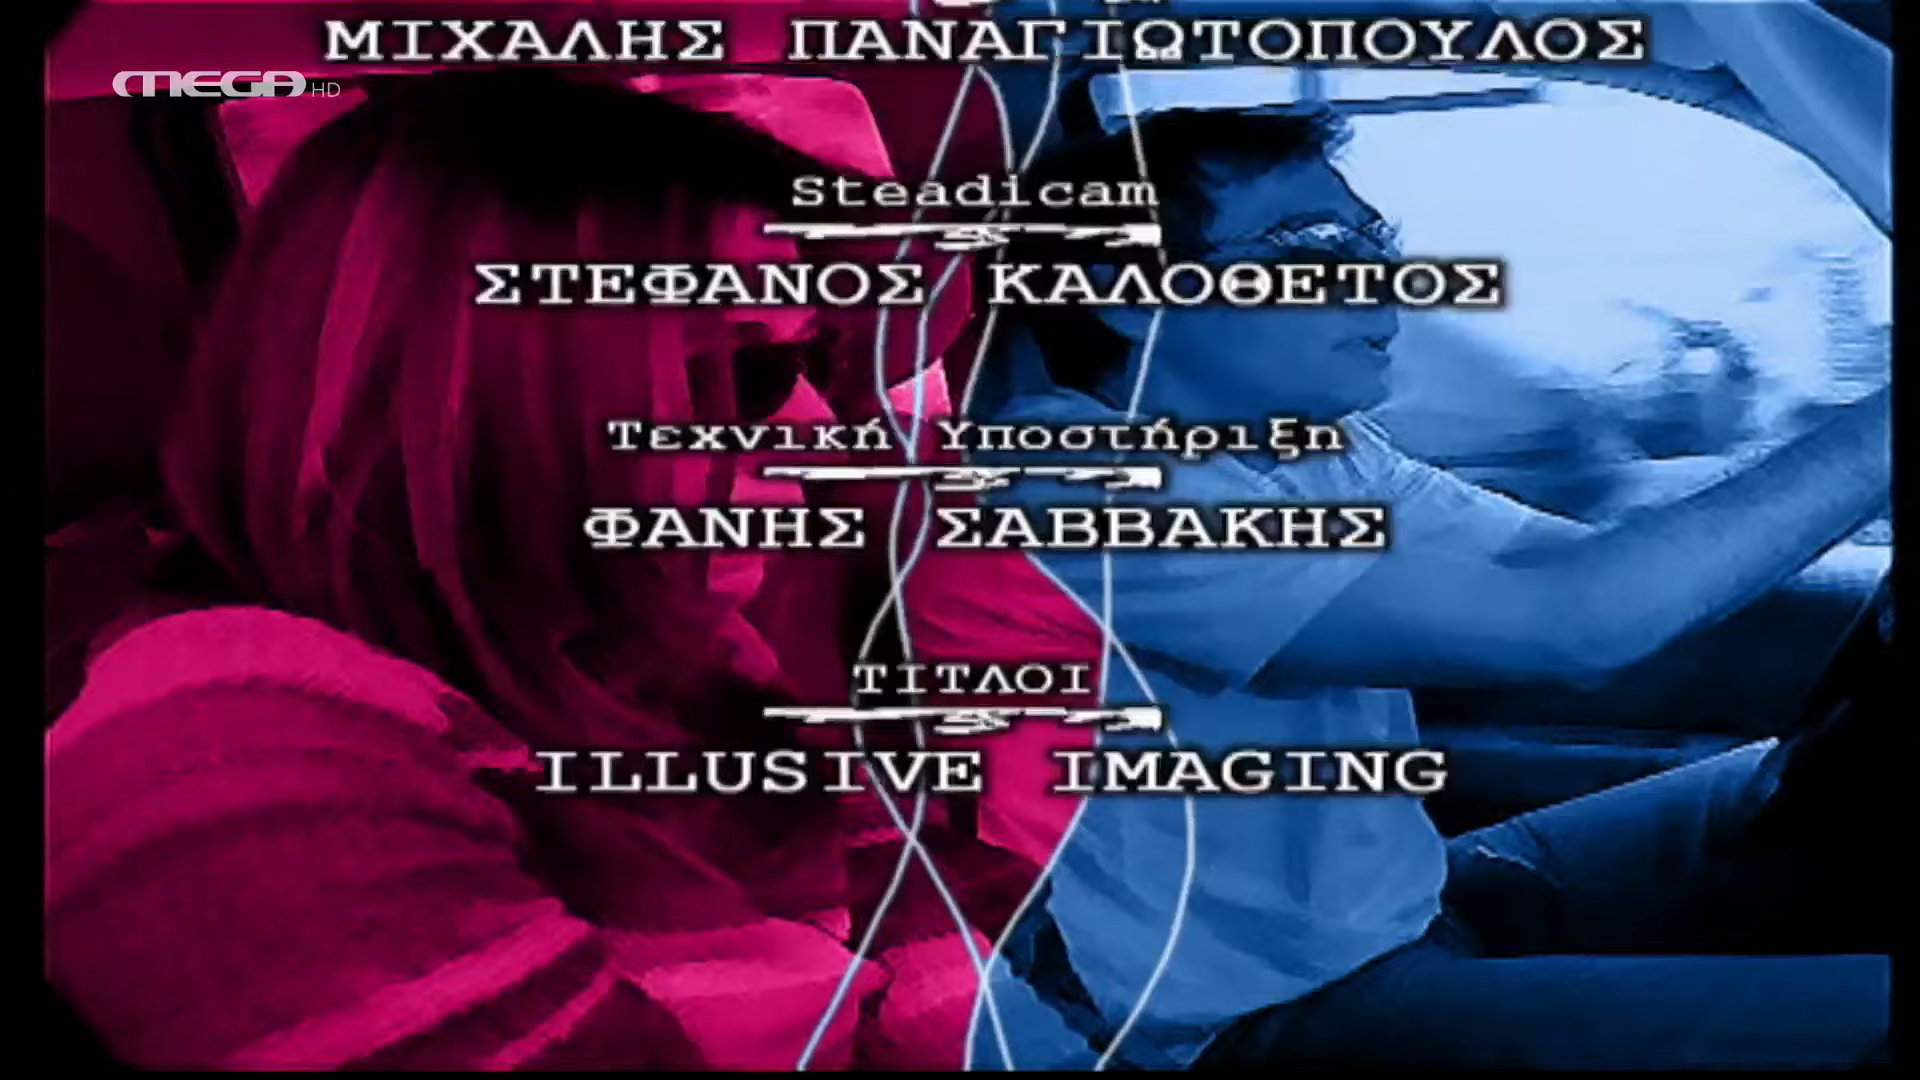 ΜΙΧΑΛΗΣ ΠΑΝΑΓΙΩΤΟΠΟΥΛΟΣ
MEGA HD
Steadicam
ΣΤΕΦΑΝΟΣ ΚΑΛΟΘΕΤΟΣ
Τεχνική Υποστήριξη
ΦΑΝΗΣ ΣΑΒΒΑΚΗΣ
ΤΙΤΛΟΙ
ILLUSIVE IMAGING